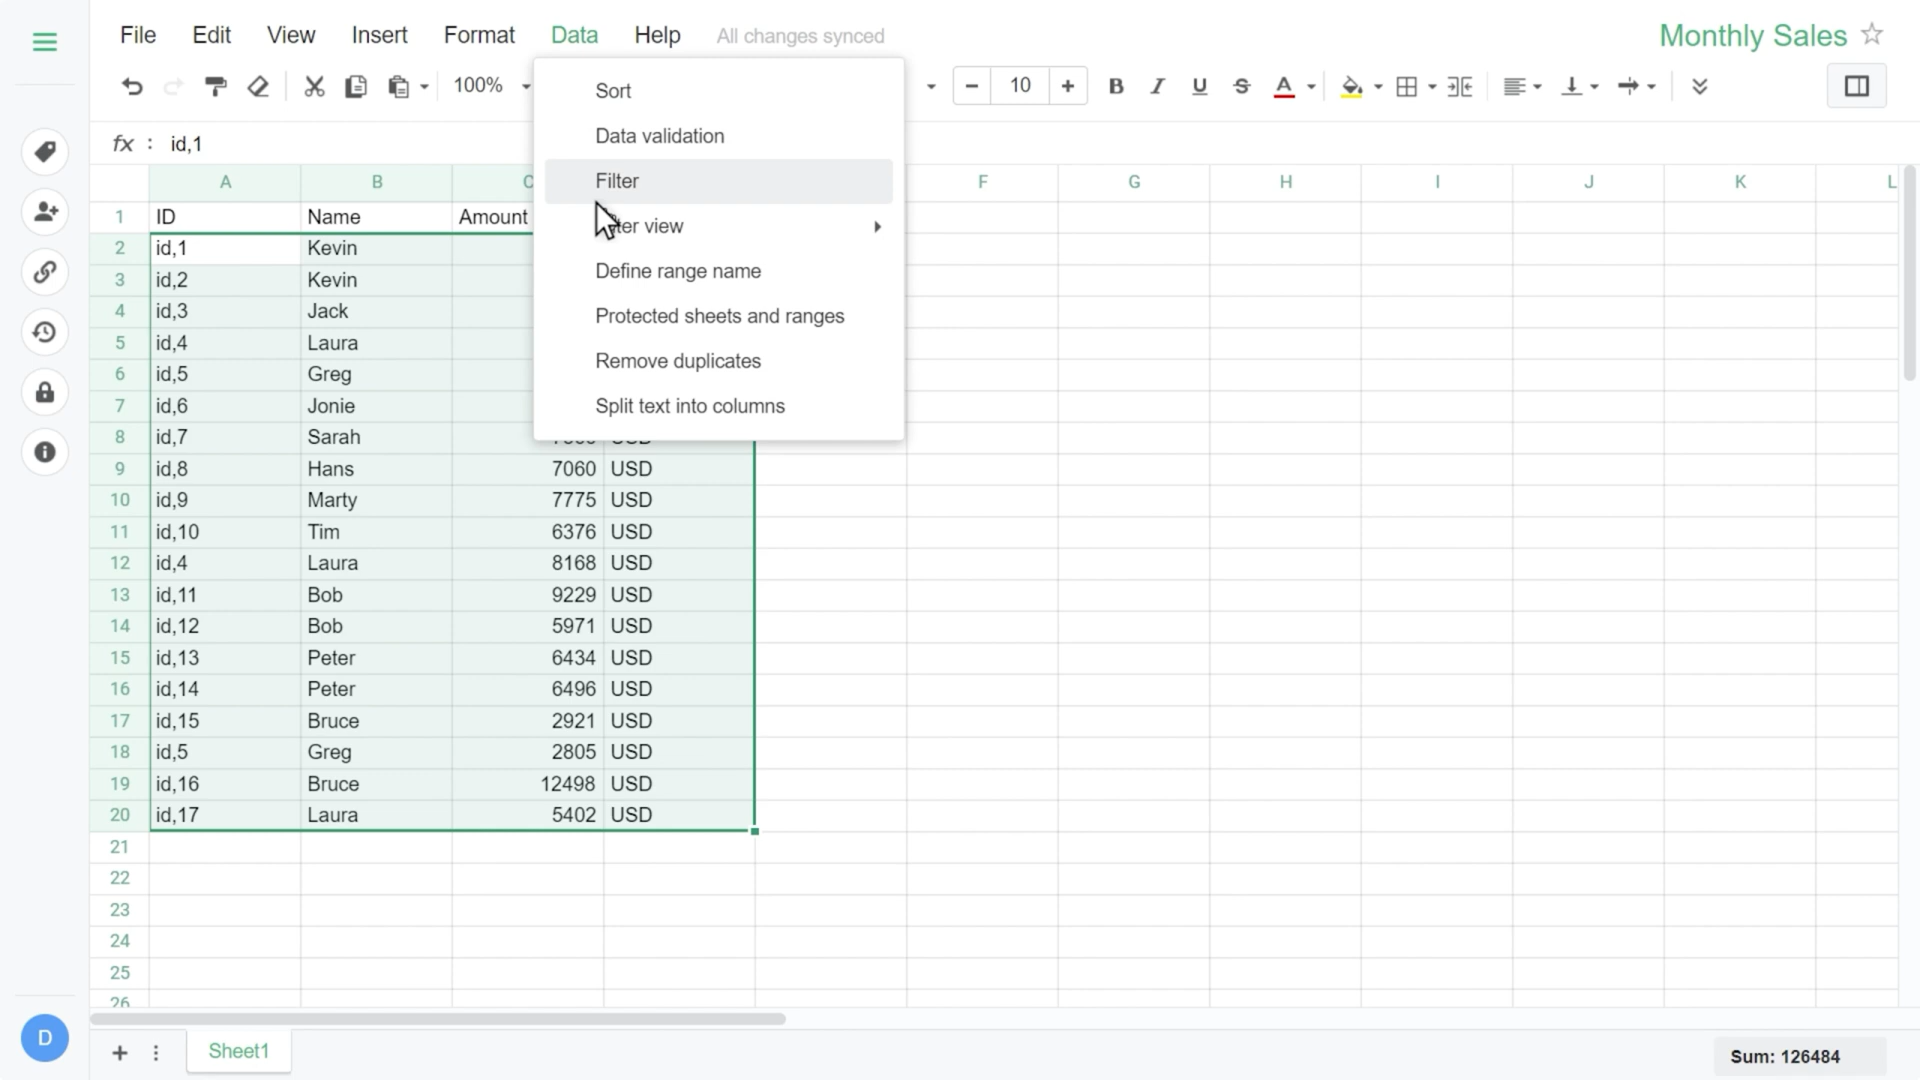 File Edit View Insert Format Data Help All changes synced
Monthly Sales
100%
10
B I U S A
fx : id,1
Sort
Data validation
Filter
ter view
Define range name
Protected sheets and ranges
Remove duplicates
Split text into columns
A B C F G H I J K L
1 ID Name Amount
2 id,1 Kevin
3 id,2 Kevin
4 id,3 Jack
5 id,4 Laura
6 id,5 Greg
7 id,6 Jonie
8 id,7 Sarah
9 id,8 Hans 7060 USD
10 id,9 Marty 7775 USD
11 id,10 Tim 6376 USD
12 id,4 Laura 8168 USD
13 id,11 Bob 9229 USD
14 id,12 Bob 5971 USD
15 id,13 Peter 6434 USD
16 id,14 Peter 6496 USD
17 id,15 Bruce 2921 USD
18 id,5 Greg 2805 USD
19 id,16 Bruce 12498 USD
20 id,17 Laura 5402 USD
21
22
23
24
25
26
D
Sheet1
Sum: 126484